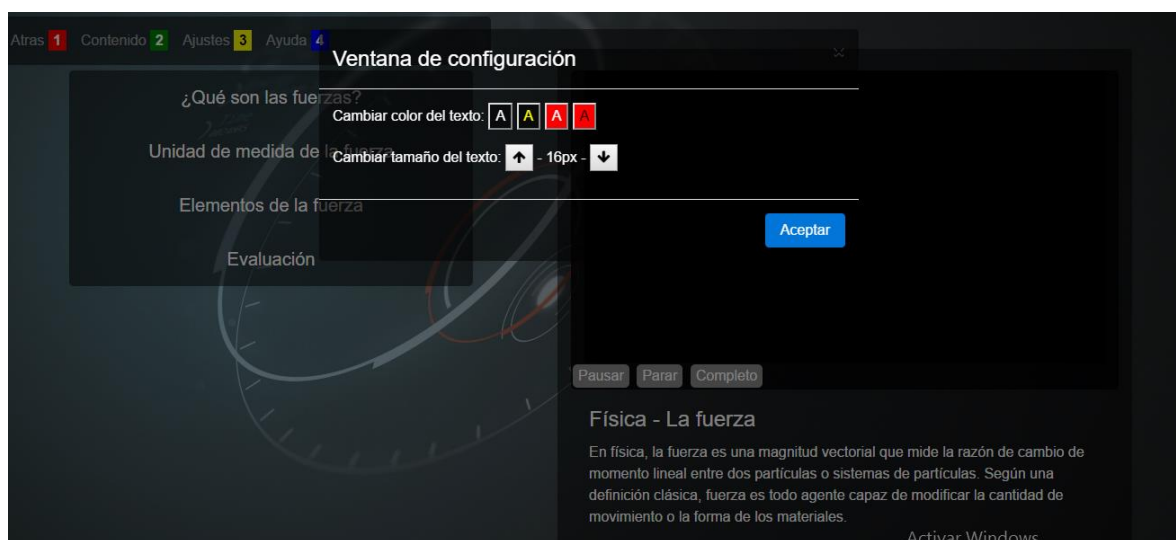 Atras 1 Contenido 2 Ajustes 3 Ayuda 4
Ventana de configuración
×
¿Qué son las fuerzas?
Cambiar color del texto: A A A A
Unidad de medida de la fuerza
Cambiar tamaño del texto: - 16px -
Elementos de la fuerza
Aceptar
Evaluación
Pausar Parar Completo
Física - La fuerza
En física, la fuerza es una magnitud vectorial que mide la razón de cambio de
momento lineal entre dos partículas o sistemas de partículas. Según una
definición clásica, fuerza es todo agente capaz de modificar la cantidad de
movimiento o la forma de los materiales.
Activar Windows